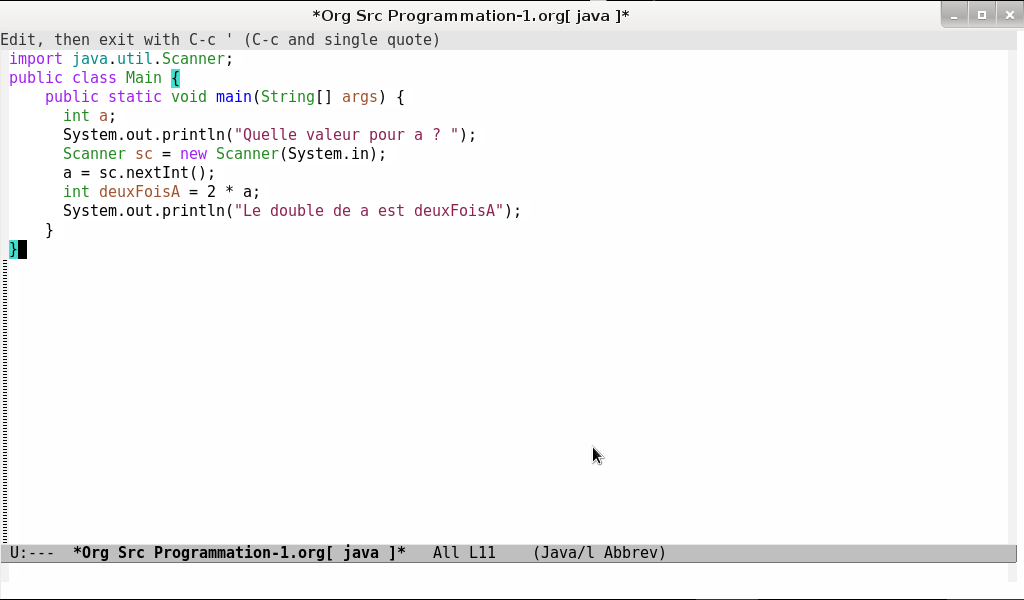 *Org Src Programmation-1.org[ java ]*
Edit, then exit with C-c ' (C-c and single quote)
import java.util.Scanner;
public class Main {
    public static void main(String[] args) {
      int a;
      System.out.println("Quelle valeur pour a ? ");
      Scanner sc = new Scanner(System.in);
      a = sc.nextInt();
      int deuxFoisA = 2 * a;
      System.out.println("Le double de a est deuxFoisA");
    }
}
U:---  *Org Src Programmation-1.org[ java ]*   All L11    (Java/l Abbrev)